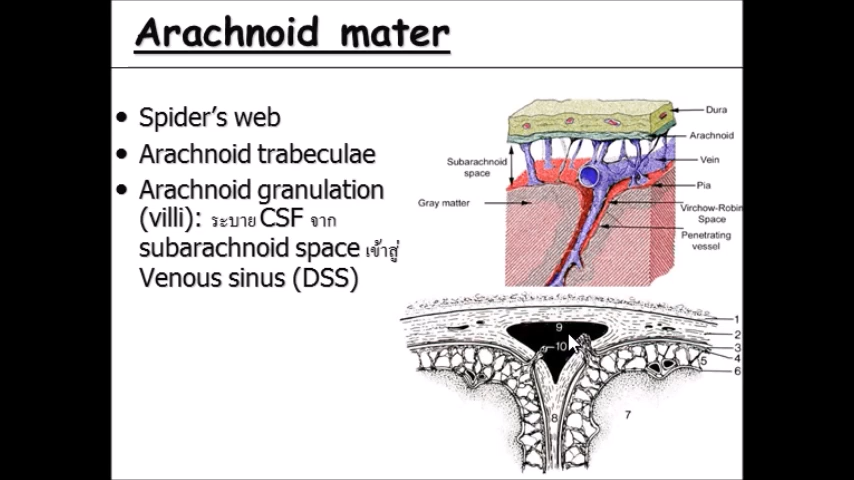 Arachnoid mater
• Spider's web
• Arachnoid trabeculae
• Arachnoid granulation
(villi): ระบาย CSF จาก
subarachnoid space เข้าสู่
Venous sinus (DSS)
Dura
Arachnoid
Subarachnoid
space
Vein
Pia
Gray matter
Virchow-Robin
Space
Penetrating
vessel
1
9
2
10
3
4
5
6
7
8